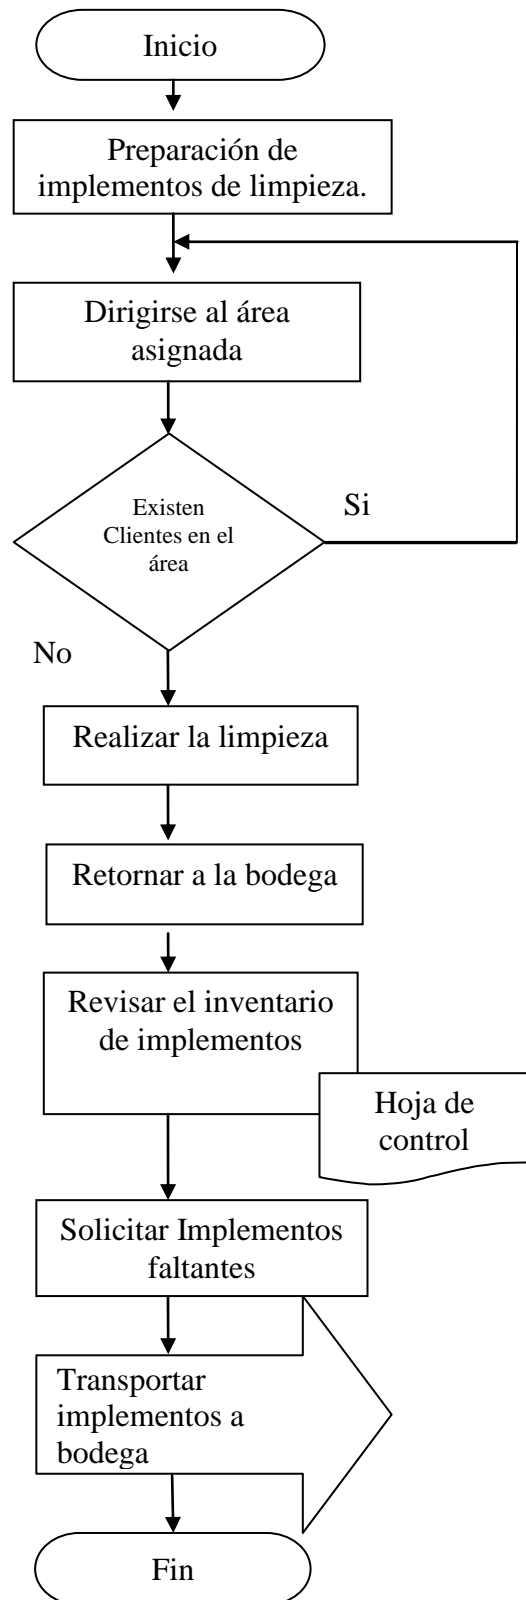 Inicio
Preparación de
implementos de limpieza.
Dirigirse al área
asignada
Existen
Clientes en el
área
Si
No
Realizar la limpieza
Retornar a la bodega
Revisar el inventario
de implementos
Hoja de
control
Solicitar Implementos
faltantes
Transportar
implementos a
bodega
Fin